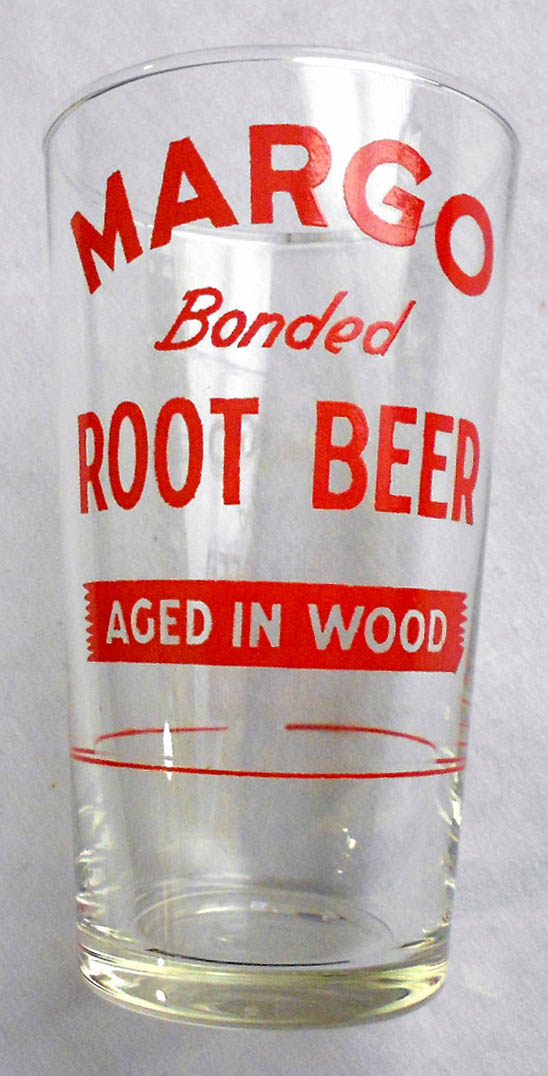 MARGO
Bonded
ROOT BEER
AGED IN WOOD